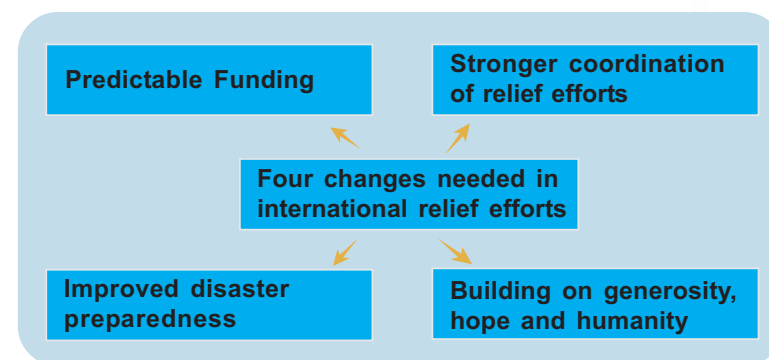 Predictable Funding
Stronger coordination
of relief efforts
Four changes needed in
international relief efforts
Improved disaster
preparedness
Building on generosity,
hope and humanity